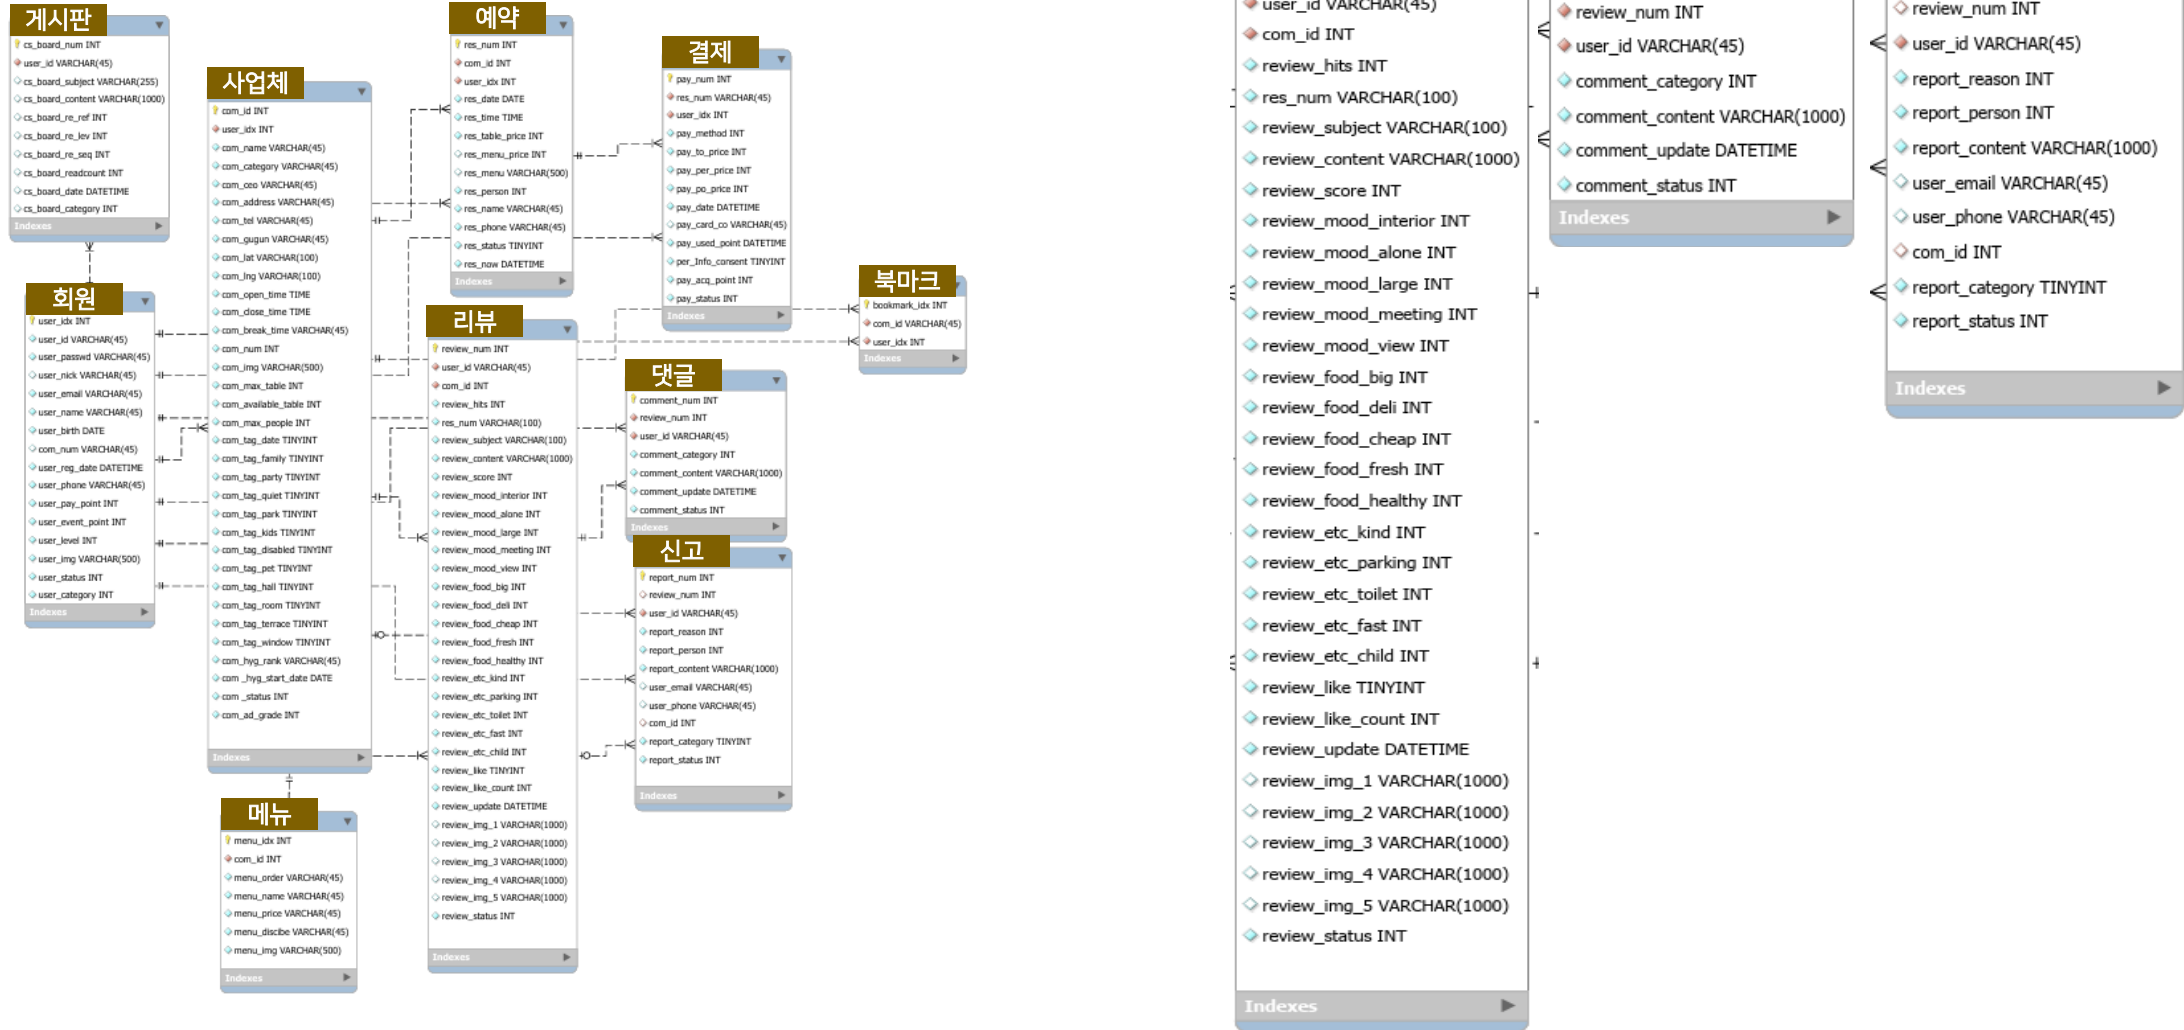 게시판
cs_board_num INT
user_id VARCHAR(45)
cs_board_subject VARCHAR(255)
cs_board_content VARCHAR(1000)
cs_board_re_ref INT
cs_board_re_lev INT
cs_board_re_seq INT
cs_board_readcount INT
cs_board_date DATETIME
cs_board_category INT
Indexes
회원
user_idx INT
user_id VARCHAR(45)
user_passwd VARCHAR(45)
user_nick VARCHAR(45)
user_email VARCHAR(45)
user_name VARCHAR(45)
user_birth DATE
com_num VARCHAR(45)
user_reg_date DATETIME
user_phone VARCHAR(45)
user_pay_point INT
user_event_point INT
user_level INT
user_img VARCHAR(500)
user_status INT
user_category INT
Indexes
사업체
com_id INT
user_idx INT
com_name VARCHAR(45)
com_category VARCHAR(45)
com_ceo VARCHAR(45)
com_address VARCHAR(45)
com_tel VARCHAR(45)
com_gugun VARCHAR(45)
com_lat VARCHAR(100)
com_lng VARCHAR(100)
com_open_time TIME
com_close_time TIME
com_break_time VARCHAR(45)
com_num INT
com_img VARCHAR(500)
com_max_table INT
com_available_table INT
com_max_people INT
com_tag_date TINYINT
com_tag_family TINYINT
com_tag_party TINYINT
com_tag_quiet TINYINT
com_tag_park TINYINT
com_tag_kids TINYINT
com_tag_disabled TINYINT
com_tag_pet TINYINT
com_tag_hall TINYINT
com_tag_room TINYINT
com_tag_terrace TINYINT
com_tag_window TINYINT
com_hyg_rank VARCHAR(45)
com _hyg_start_date DATE
com _status INT
com_ad_grade INT
Indexes
메뉴
menu_idx INT
com_id INT
menu_order VARCHAR(45)
menu_name VARCHAR(45)
menu_price VARCHAR(45)
menu_discibe VARCHAR(45)
menu_img VARCHAR(500)
Indexes
예약
res_num INT
com_id INT
user_idx INT
res_date DATE
res_time TIME
res_table_price INT
res_menu_price INT
res_menu VARCHAR(500)
res_person INT
res_name VARCHAR(45)
res_phone VARCHAR(45)
res_status TINYINT
res_now DATETIME
Indexes
리뷰
review_num INT
user_id VARCHAR(45)
com_id INT
review_hits INT
res_num VARCHAR(100)
review_subject VARCHAR(100)
review_content VARCHAR(1000)
review_score INT
review_mood_interior INT
review_mood_alone INT
review_mood_large INT
review_mood_meeting INT
review_mood_view INT
review_food_big INT
review_food_deli INT
review_food_cheap INT
review_food_fresh INT
review_food_healthy INT
review_etc_kind INT
review_etc_parking INT
review_etc_toilet INT
review_etc_fast INT
review_etc_child INT
review_like TINYINT
review_like_count INT
review_update DATETIME
review_img_1 VARCHAR(1000)
review_img_2 VARCHAR(1000)
review_img_3 VARCHAR(1000)
review_img_4 VARCHAR(1000)
review_img_5 VARCHAR(1000)
review_status INT
Indexes
결제
pay_num INT
res_num VARCHAR(45)
user_idx INT
pay_method INT
pay_to_price INT
pay_per_price INT
pay_po_price INT
pay_date DATETIME
pay_card_co VARCHAR(45)
pay_used_point DATETIME
per_Info_consent TINYINT
pay_acq_point INT
pay_status INT
Indexes
북마크
bookmark_idx INT
com_id VARCHAR(45)
user_idx INT
Indexes
댓글
comment_num INT
review_num INT
user_id VARCHAR(45)
comment_category INT
comment_content VARCHAR(1000)
comment_update DATETIME
comment_status INT
Indexes
신고
report_num INT
review_num INT
user_id VARCHAR(45)
report_reason INT
report_person INT
report_content VARCHAR(1000)
user_email VARCHAR(45)
user_phone VARCHAR(45)
com_id INT
report_category TINYINT
report_status INT
Indexes
user_id VARCHAR(45)
com_id INT
review_hits INT
res_num VARCHAR(100)
review_subject VARCHAR(100)
review_content VARCHAR(1000)
review_score INT
review_mood_interior INT
review_mood_alone INT
review_mood_large INT
review_mood_meeting INT
review_mood_view INT
review_food_big INT
review_food_deli INT
review_food_cheap INT
review_food_fresh INT
review_food_healthy INT
review_etc_kind INT
review_etc_parking INT
review_etc_toilet INT
review_etc_fast INT
review_etc_child INT
review_like TINYINT
review_like_count INT
review_update DATETIME
review_img_1 VARCHAR(1000)
review_img_2 VARCHAR(1000)
review_img_3 VARCHAR(1000)
review_img_4 VARCHAR(1000)
review_img_5 VARCHAR(1000)
review_status INT
Indexes
review_num INT
user_id VARCHAR(45)
comment_category INT
comment_content VARCHAR(1000)
comment_update DATETIME
comment_status INT
Indexes
review_num INT
user_id VARCHAR(45)
report_reason INT
report_person INT
report_content VARCHAR(1000)
user_email VARCHAR(45)
user_phone VARCHAR(45)
com_id INT
report_category TINYINT
report_status INT
Indexes